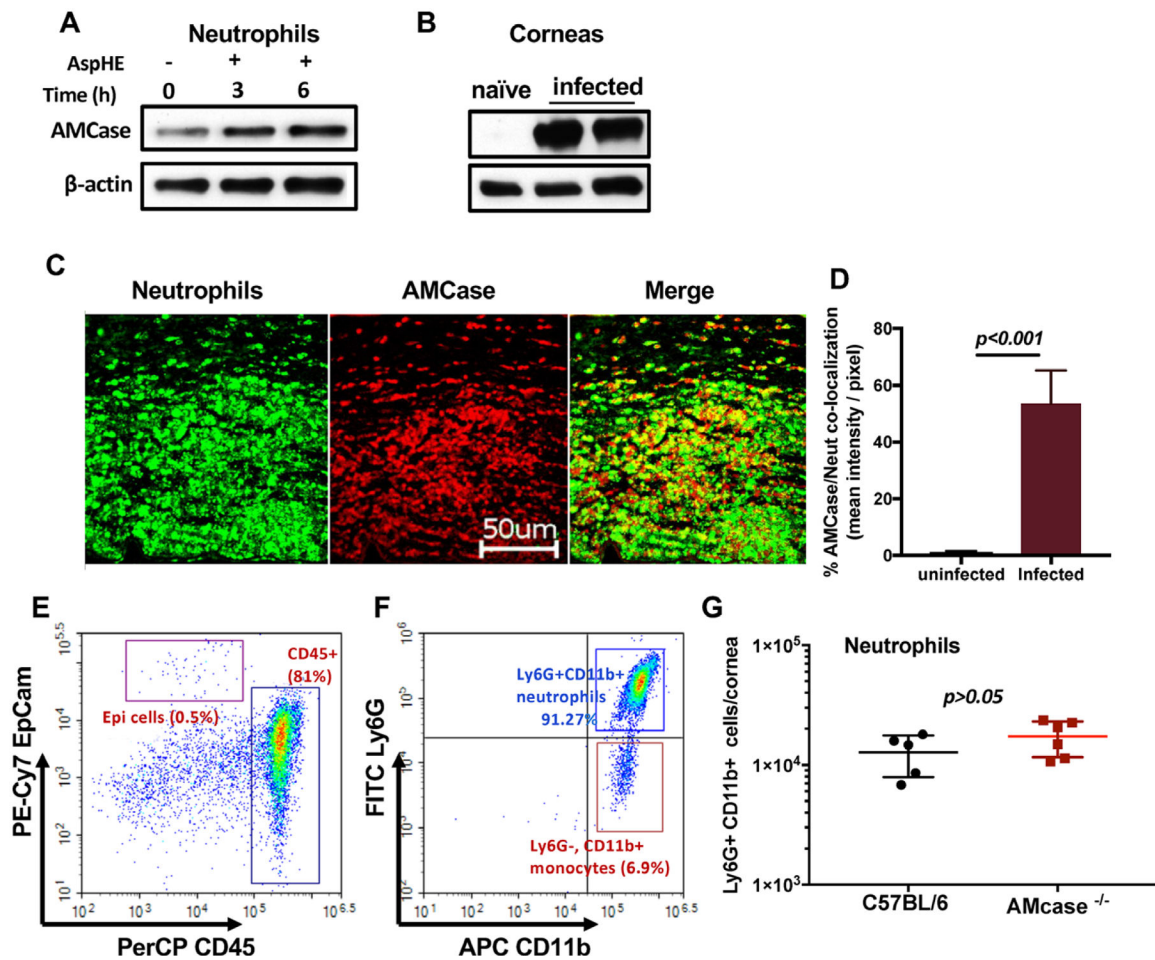 A
Neutrophils
AspHE - + +
Time (h) 0 3 6
AMCase
β-actin
B
Corneas
naïve infected
C
Neutrophils AMCase Merge
50um
D
% AMCase/Neut co-localization
(mean intensity / pixel)
80
60
40
20
0
p<0.001
uninfected Infected
E
PE-Cy7 EpCam
10^5.5
10^4
10^3
10^2
10^1
CD45+
(81%)
Epi cells (0.5%)
10^2 10^3 10^4 10^5 10^6.5
PerCP CD45
F
FITC Ly6G
10^6
10^5
10^4
10^3
10^2
Ly6G+CD11b+
neutrophils
91.27%
Ly6G-, CD11b+
monocytes (6.9%)
10^1 10^2 10^3 10^4 10^5 10^6.5
APC CD11b
G
Ly6G+ CD11b+ cells/cornea
1×10^5
1×10^4
1×10^3
Neutrophils
p>0.05
C57BL/6 AMcase -/-